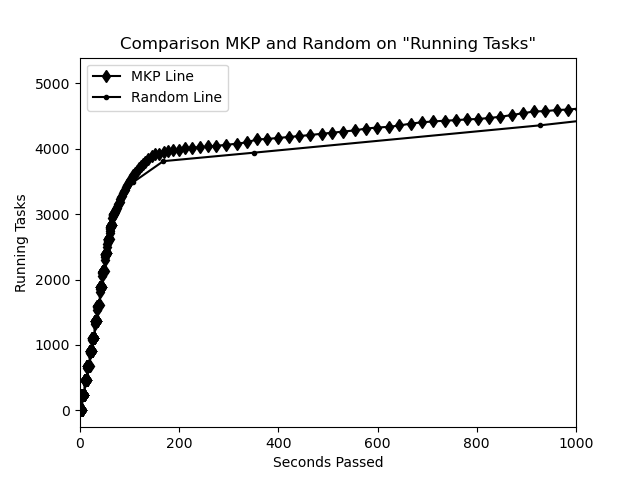 Comparison MKP and Random on "Running Tasks"
MKP Line
Random Line
5000
4000
3000
2000
1000
0
Running Tasks
0 200 400 600 800 1000
Seconds Passed